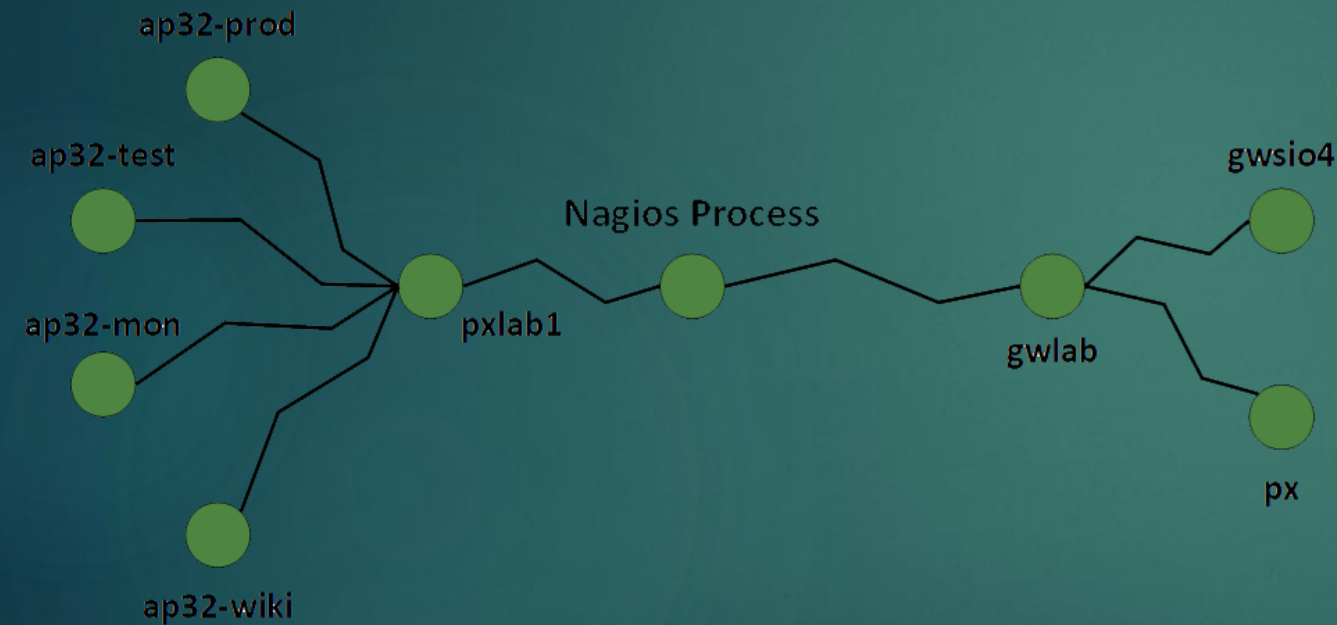 ap32-prod
ap32-test
gwsio4
Nagios Process
ap32-mon
pxlab1
gwlab
px
ap32-wiki